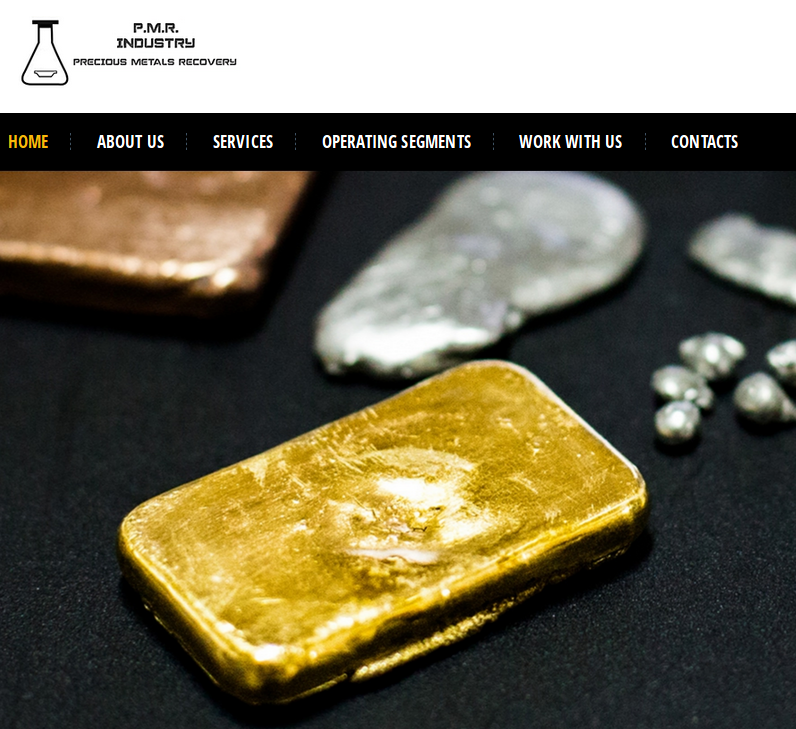 P.M.R.
INDUSTRY
PRECIOUS METALS RECOVERY
HOME
ABOUT US
SERVICES
OPERATING SEGMENTS
WORK WITH US
CONTACTS